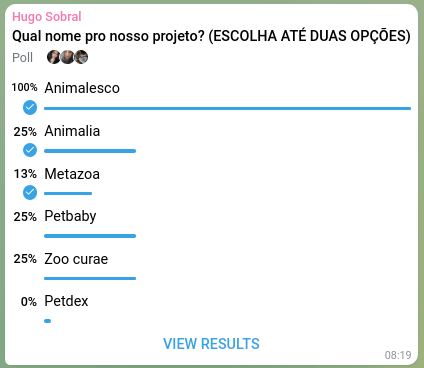 Hugo Sobral
Qual nome pro nosso projeto? (ESCOLHA ATÉ DUAS OPÇÕES)
Poll
100% Animalesco
25% Animalia
13% Metazoa
25% Petbaby
25% Zoo curae
0% Petdex
VIEW RESULTS
08:19